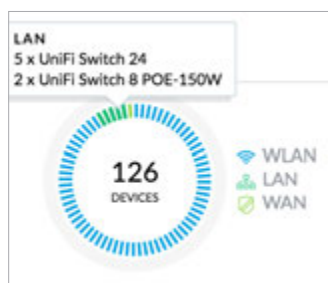 LAN
5 x UniFi Switch 24
2 x UniFi Switch 8 POE-150W
126
DEVICES
WLAN
LAN
WAN